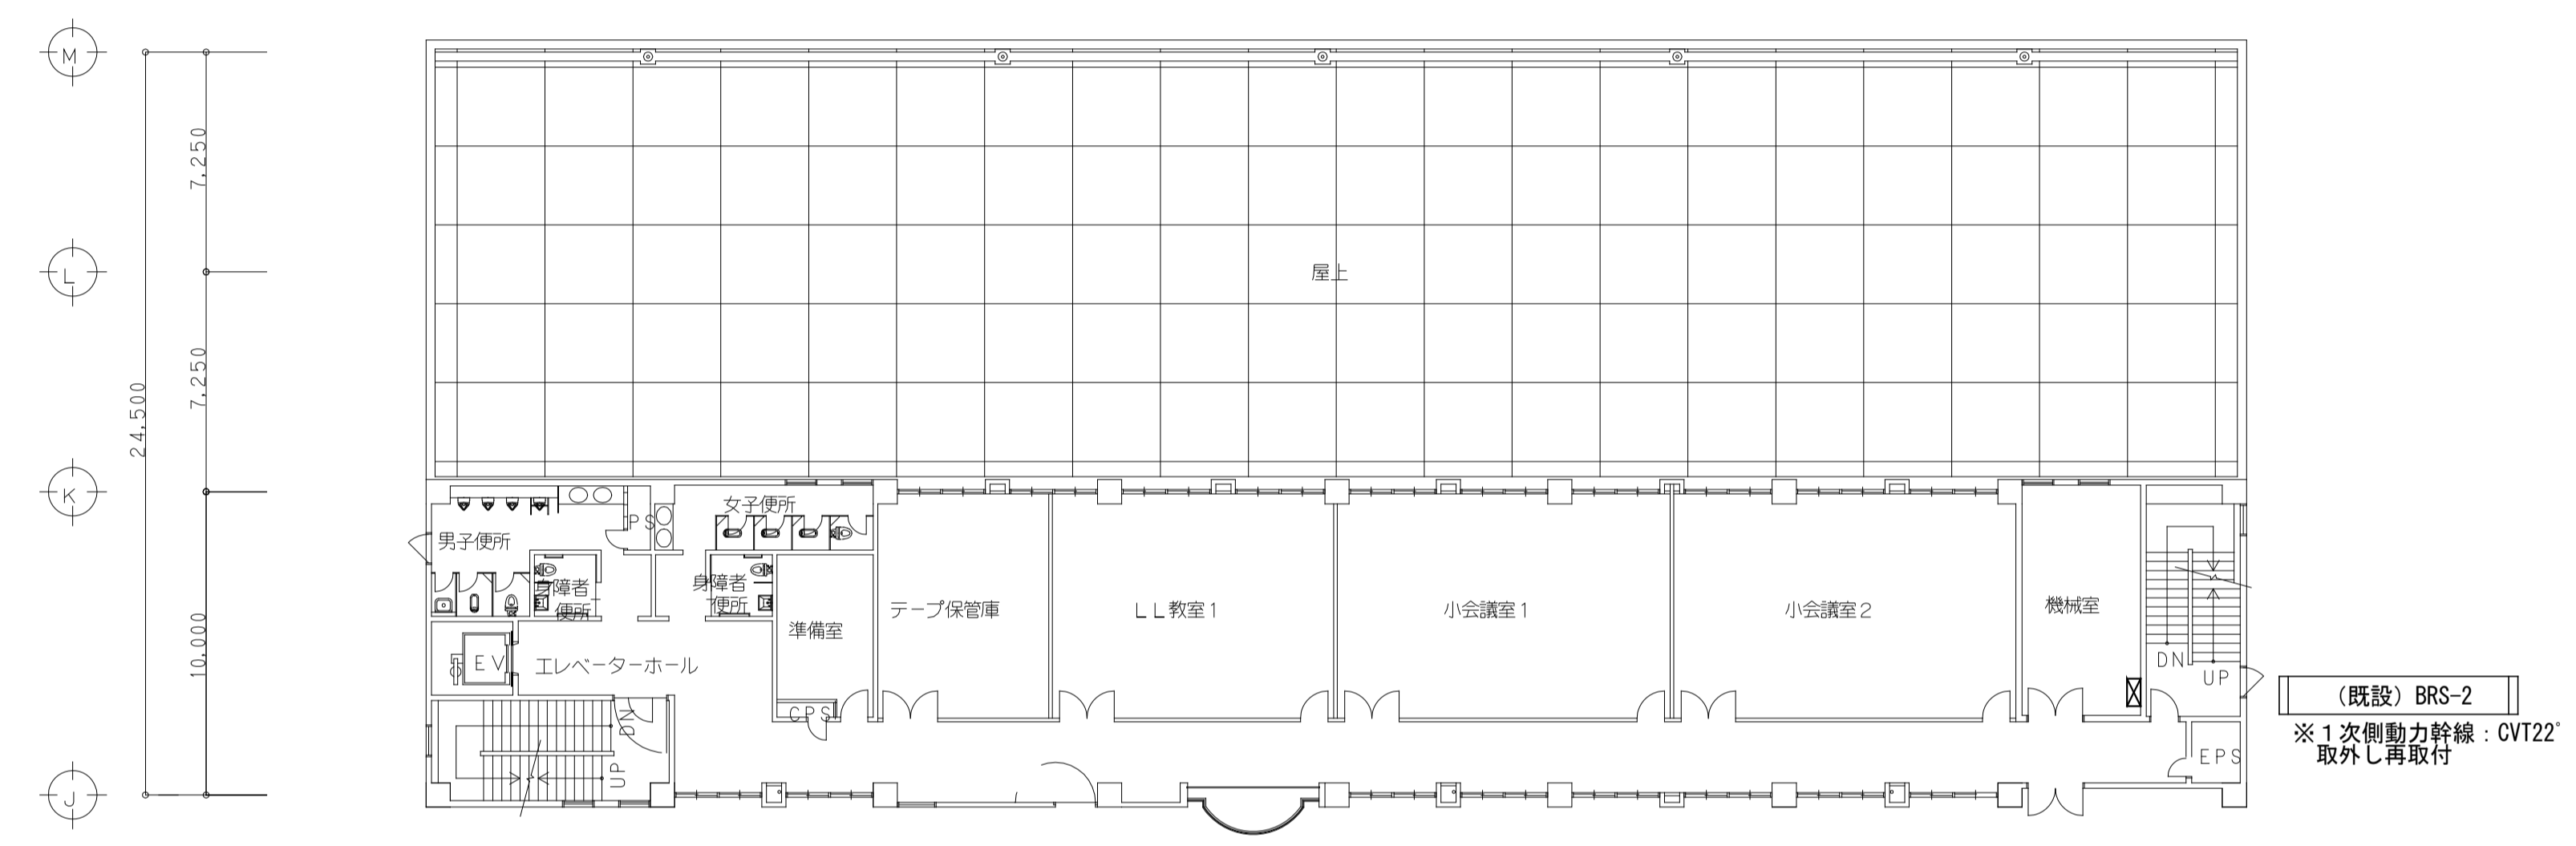 M
7,250
L
屋上
7,250
24,500
K
女子便所
PS
男子便所
身障者
便所
身障者
便所
10,000
準備室
テープ保管庫
LL教室1
小会議室1
小会議室2
機械室
EV
エレベーターホール
DN
UP
CPS
DN
UP
(既設) BRS-2
※1次側動力幹線:CVT22°
取外し再取付
EPS
J